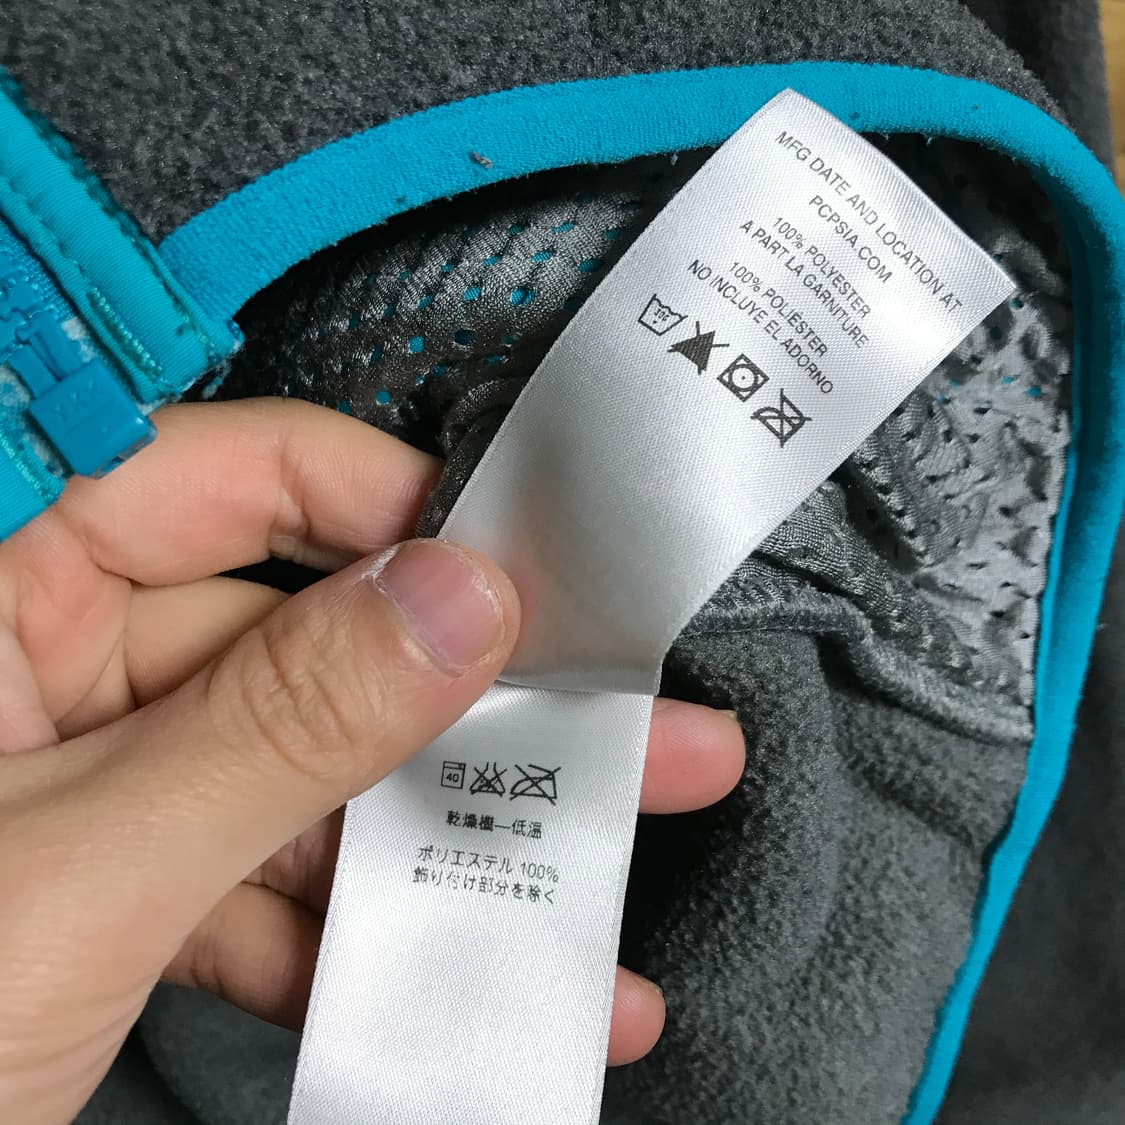 MFG DATE AND LOCATION AT
PCPSIA.COM
100% POLYESTER
A PART LA GARNITURE
100% POLIÉSTER
NO INCLUYE EL ADORNO
40
乾燥機—低温
ポリエステル 100%
飾り付け部分を除く